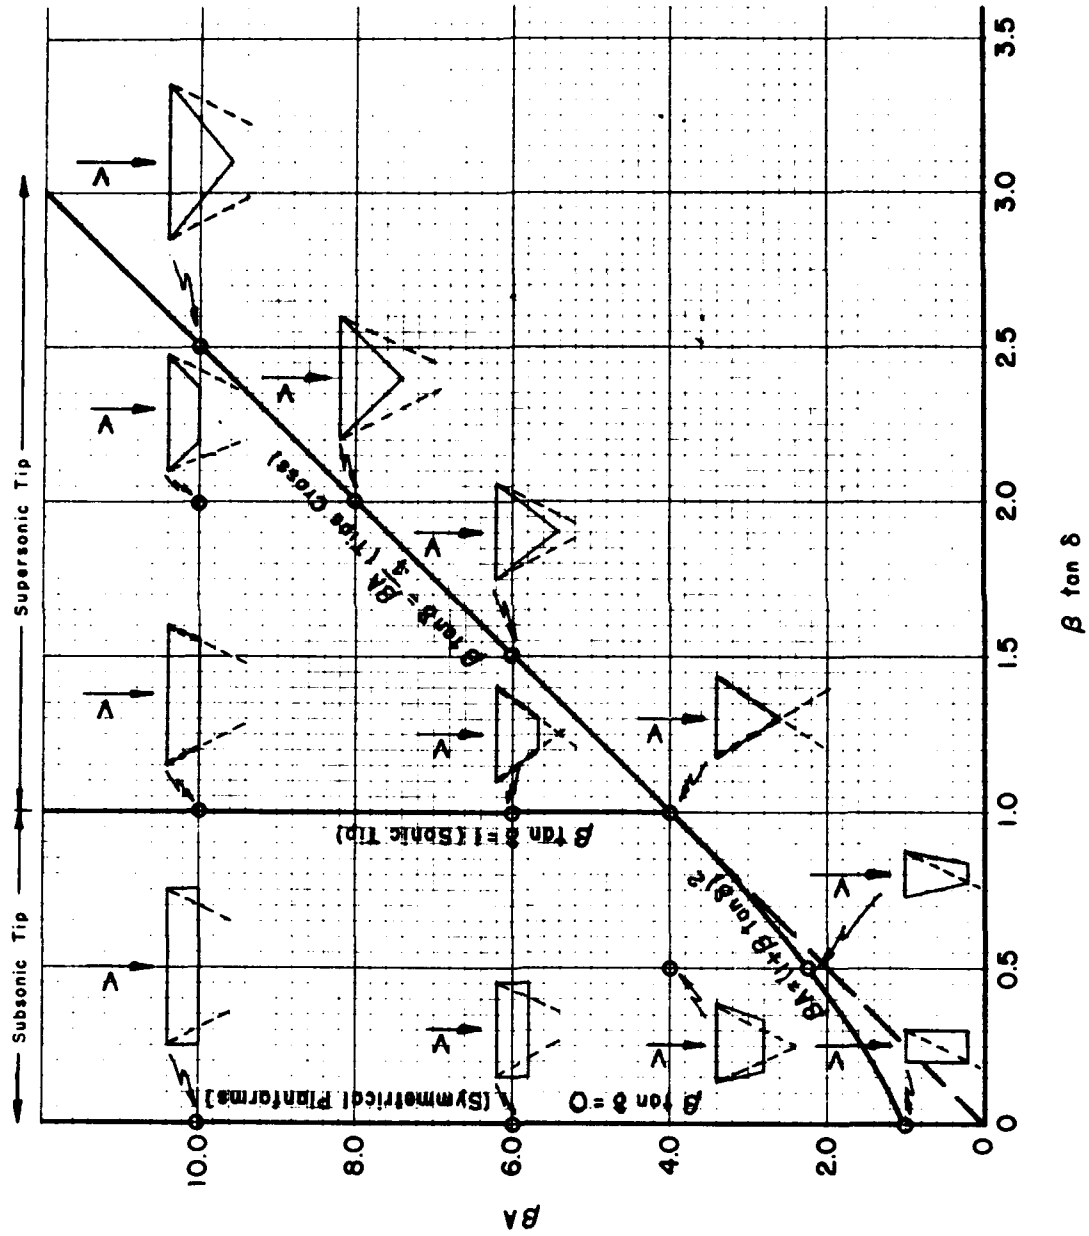 Subsonic Tip
Supersonic Tip
V
V
V
V
V
V
V
V
V
V
V
V
V
V
(Symmetrical Planforms)
β tan δ = 0
β tan δ = 1 (Sonic Tip)
β tan δ = βA/4 (Tips Cross)
βA = (1+β tan δ)²
10.0
8.0
6.0
4.0
2.0
0
βA
0
0.5
1.0
1.5
2.0
2.5
3.0
3.5
β tan δ